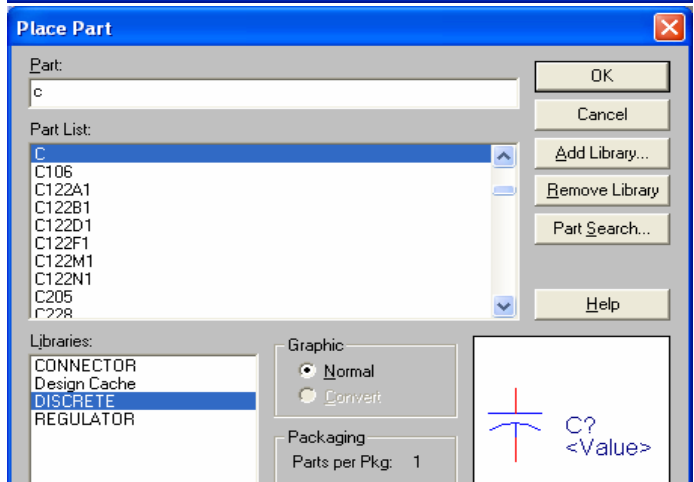 Place Part
Part:
c
OK
Cancel
Part List:
C
C106
C122A1
C122B1
C122D1
C122F1
C122M1
C122N1
C205
C228
Add Library...
Remove Library
Part Search...
Help
Libraries:
CONNECTOR
Design Cache
DISCRETE
REGULATOR
Graphic
Normal
Convert
Packaging
Parts per Pkg: 1
C?
<Value>